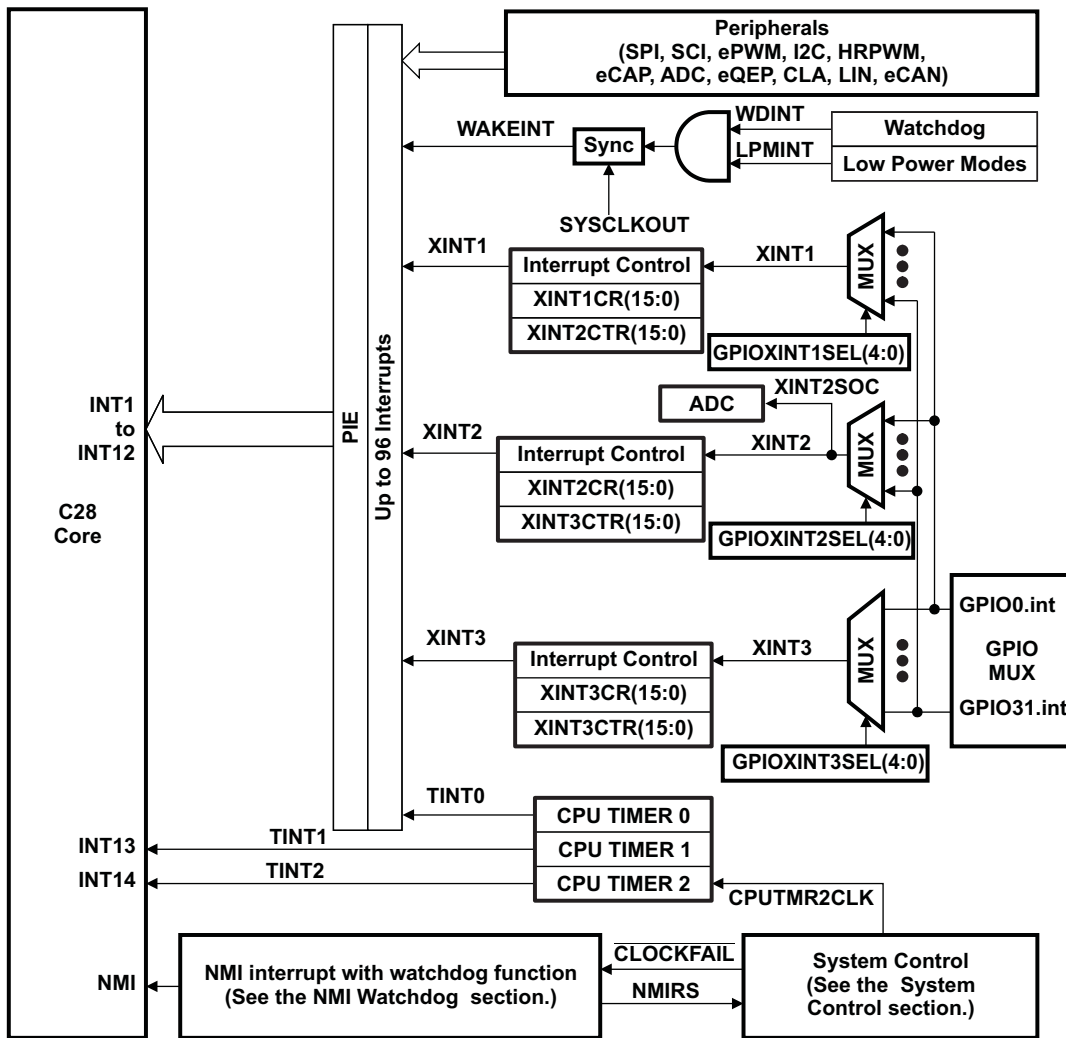 Peripherals
(SPI, SCI, ePWM, I2C, HRPWM,
eCAP, ADC, eQEP, CLA, LIN, eCAN)
WDINT
Watchdog
WAKEINT
Sync
LPMINT
Low Power Modes
SYSCLKOUT
XINT1
Interrupt Control
XINT1CR(15:0)
XINT2CTR(15:0)
XINT1
MUX
GPIOXINT1SEL(4:0)
INT1
to
INT12
C28
Core
PIE
Up to 96 Interrupts
ADC
XINT2SOC
XINT2
Interrupt Control
XINT2CR(15:0)
XINT3CTR(15:0)
XINT2
MUX
GPIOXINT2SEL(4:0)
XINT3
Interrupt Control
XINT3CR(15:0)
XINT3CTR(15:0)
XINT3
MUX
GPIOXINT3SEL(4:0)
GPIO0.int
GPIO
MUX
GPIO31.int
TINT0
CPU TIMER 0
INT13
TINT1
CPU TIMER 1
INT14
TINT2
CPU TIMER 2
CPUTMR2CLK
NMI
NMI interrupt with watchdog function
(See the NMI Watchdog section.)
CLOCKFAIL
NMIRS
System Control
(See the System
Control section.)